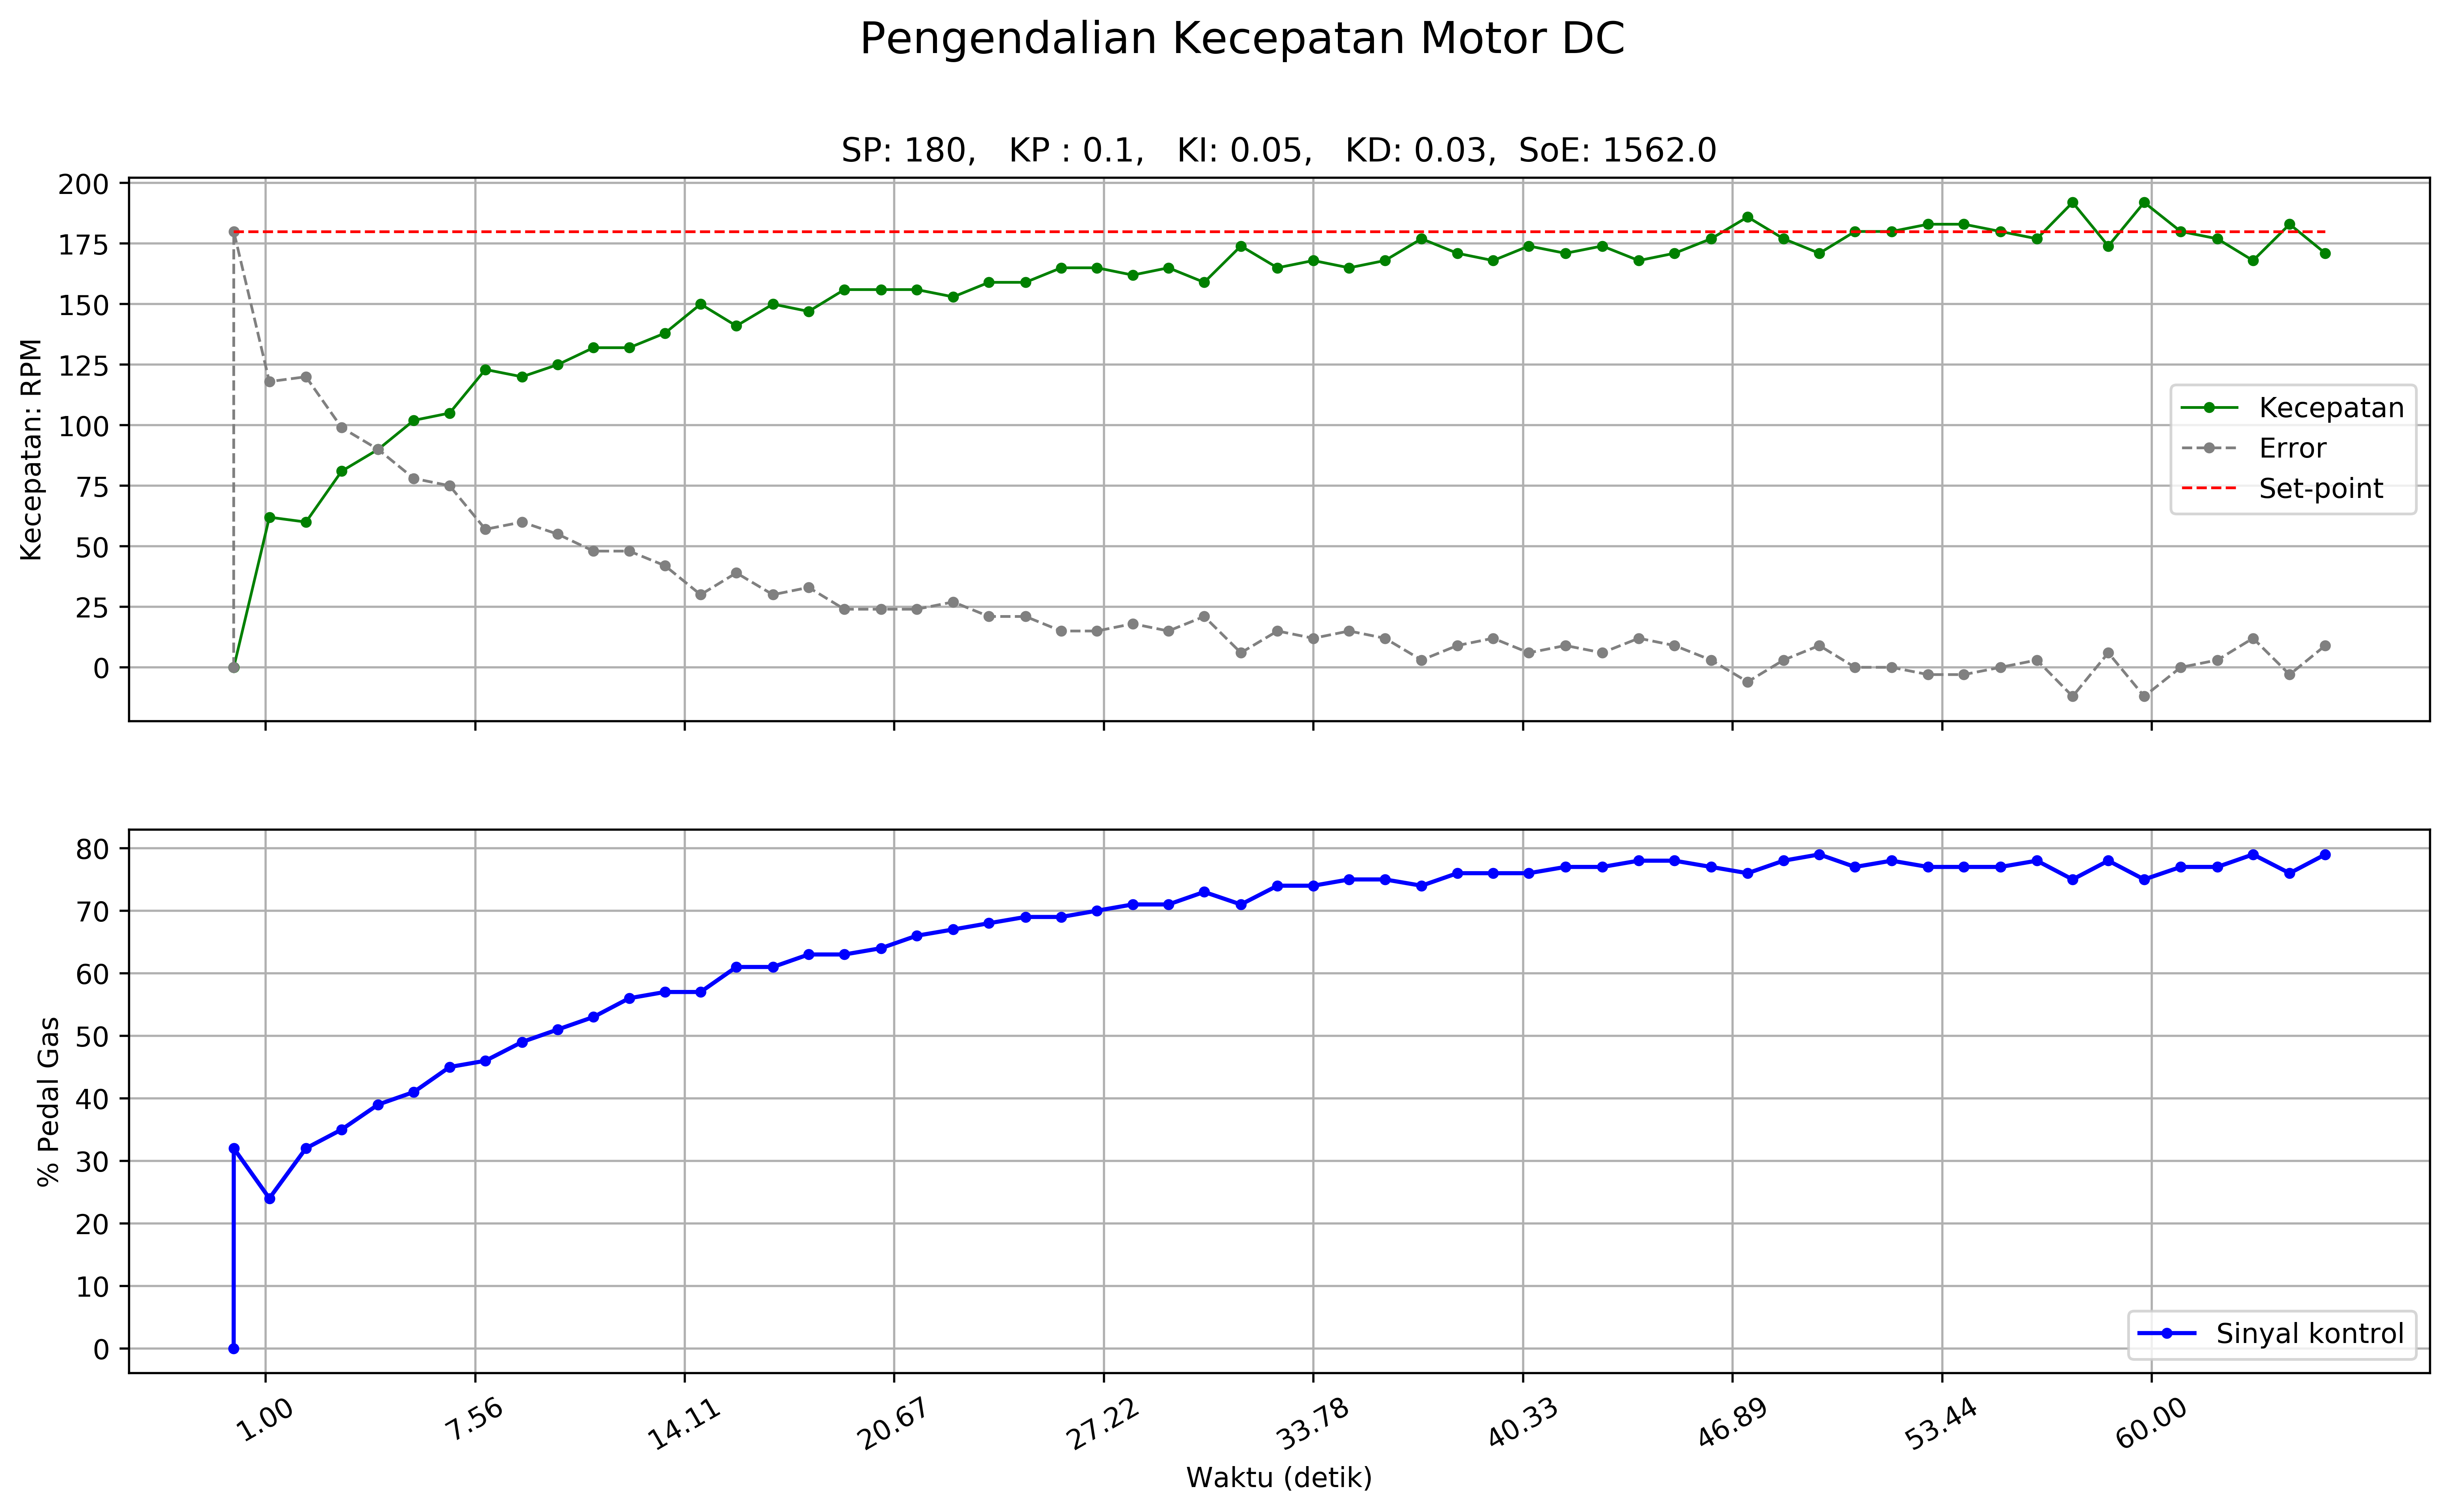 Pengendalian Kecepatan Motor DC
SP: 180,   KP : 0.1,   KI: 0.05,   KD: 0.03,  SoE: 1562.0
200
175
150
125
100
75
50
25
0
Kecepatan: RPM
Kecepatan
Error
Set-point
80
70
60
50
40
30
20
10
0
% Pedal Gas
Sinyal kontrol
1.00 7.56 14.11 20.67 27.22 33.78 40.33 46.89 53.44 60.00
Waktu (detik)